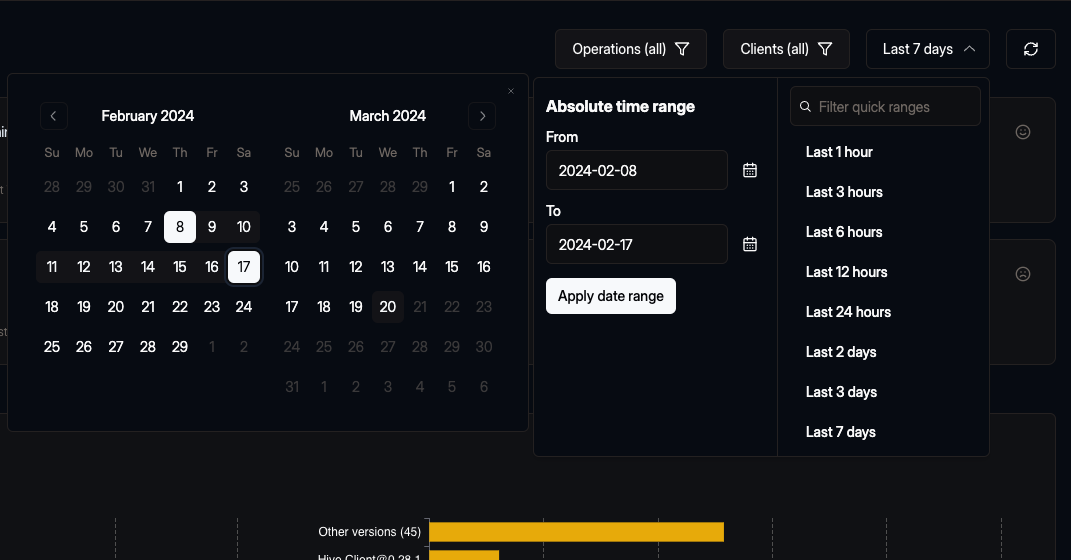 Operations (all)
Clients (all)
Last 7 days
February 2024
Su Mo Tu We Th Fr Sa
28 29 30 31 1 2 3
4 5 6 7 8 9 10
11 12 13 14 15 16 17
18 19 20 21 22 23 24
25 26 27 28 29 1 2
March 2024
Su Mo Tu We Th Fr Sa
25 26 27 28 29 1 2
3 4 5 6 7 8 9
10 11 12 13 14 15 16
17 18 19 20 21 22 23
24 25 26 27 28 29 30
31 1 2 3 4 5 6
Absolute time range
From
2024-02-08
To
2024-02-17
Apply date range
Filter quick ranges
Last 1 hour
Last 3 hours
Last 6 hours
Last 12 hours
Last 24 hours
Last 2 days
Last 3 days
Last 7 days
Other versions (45)
Hive Client@0.28.1